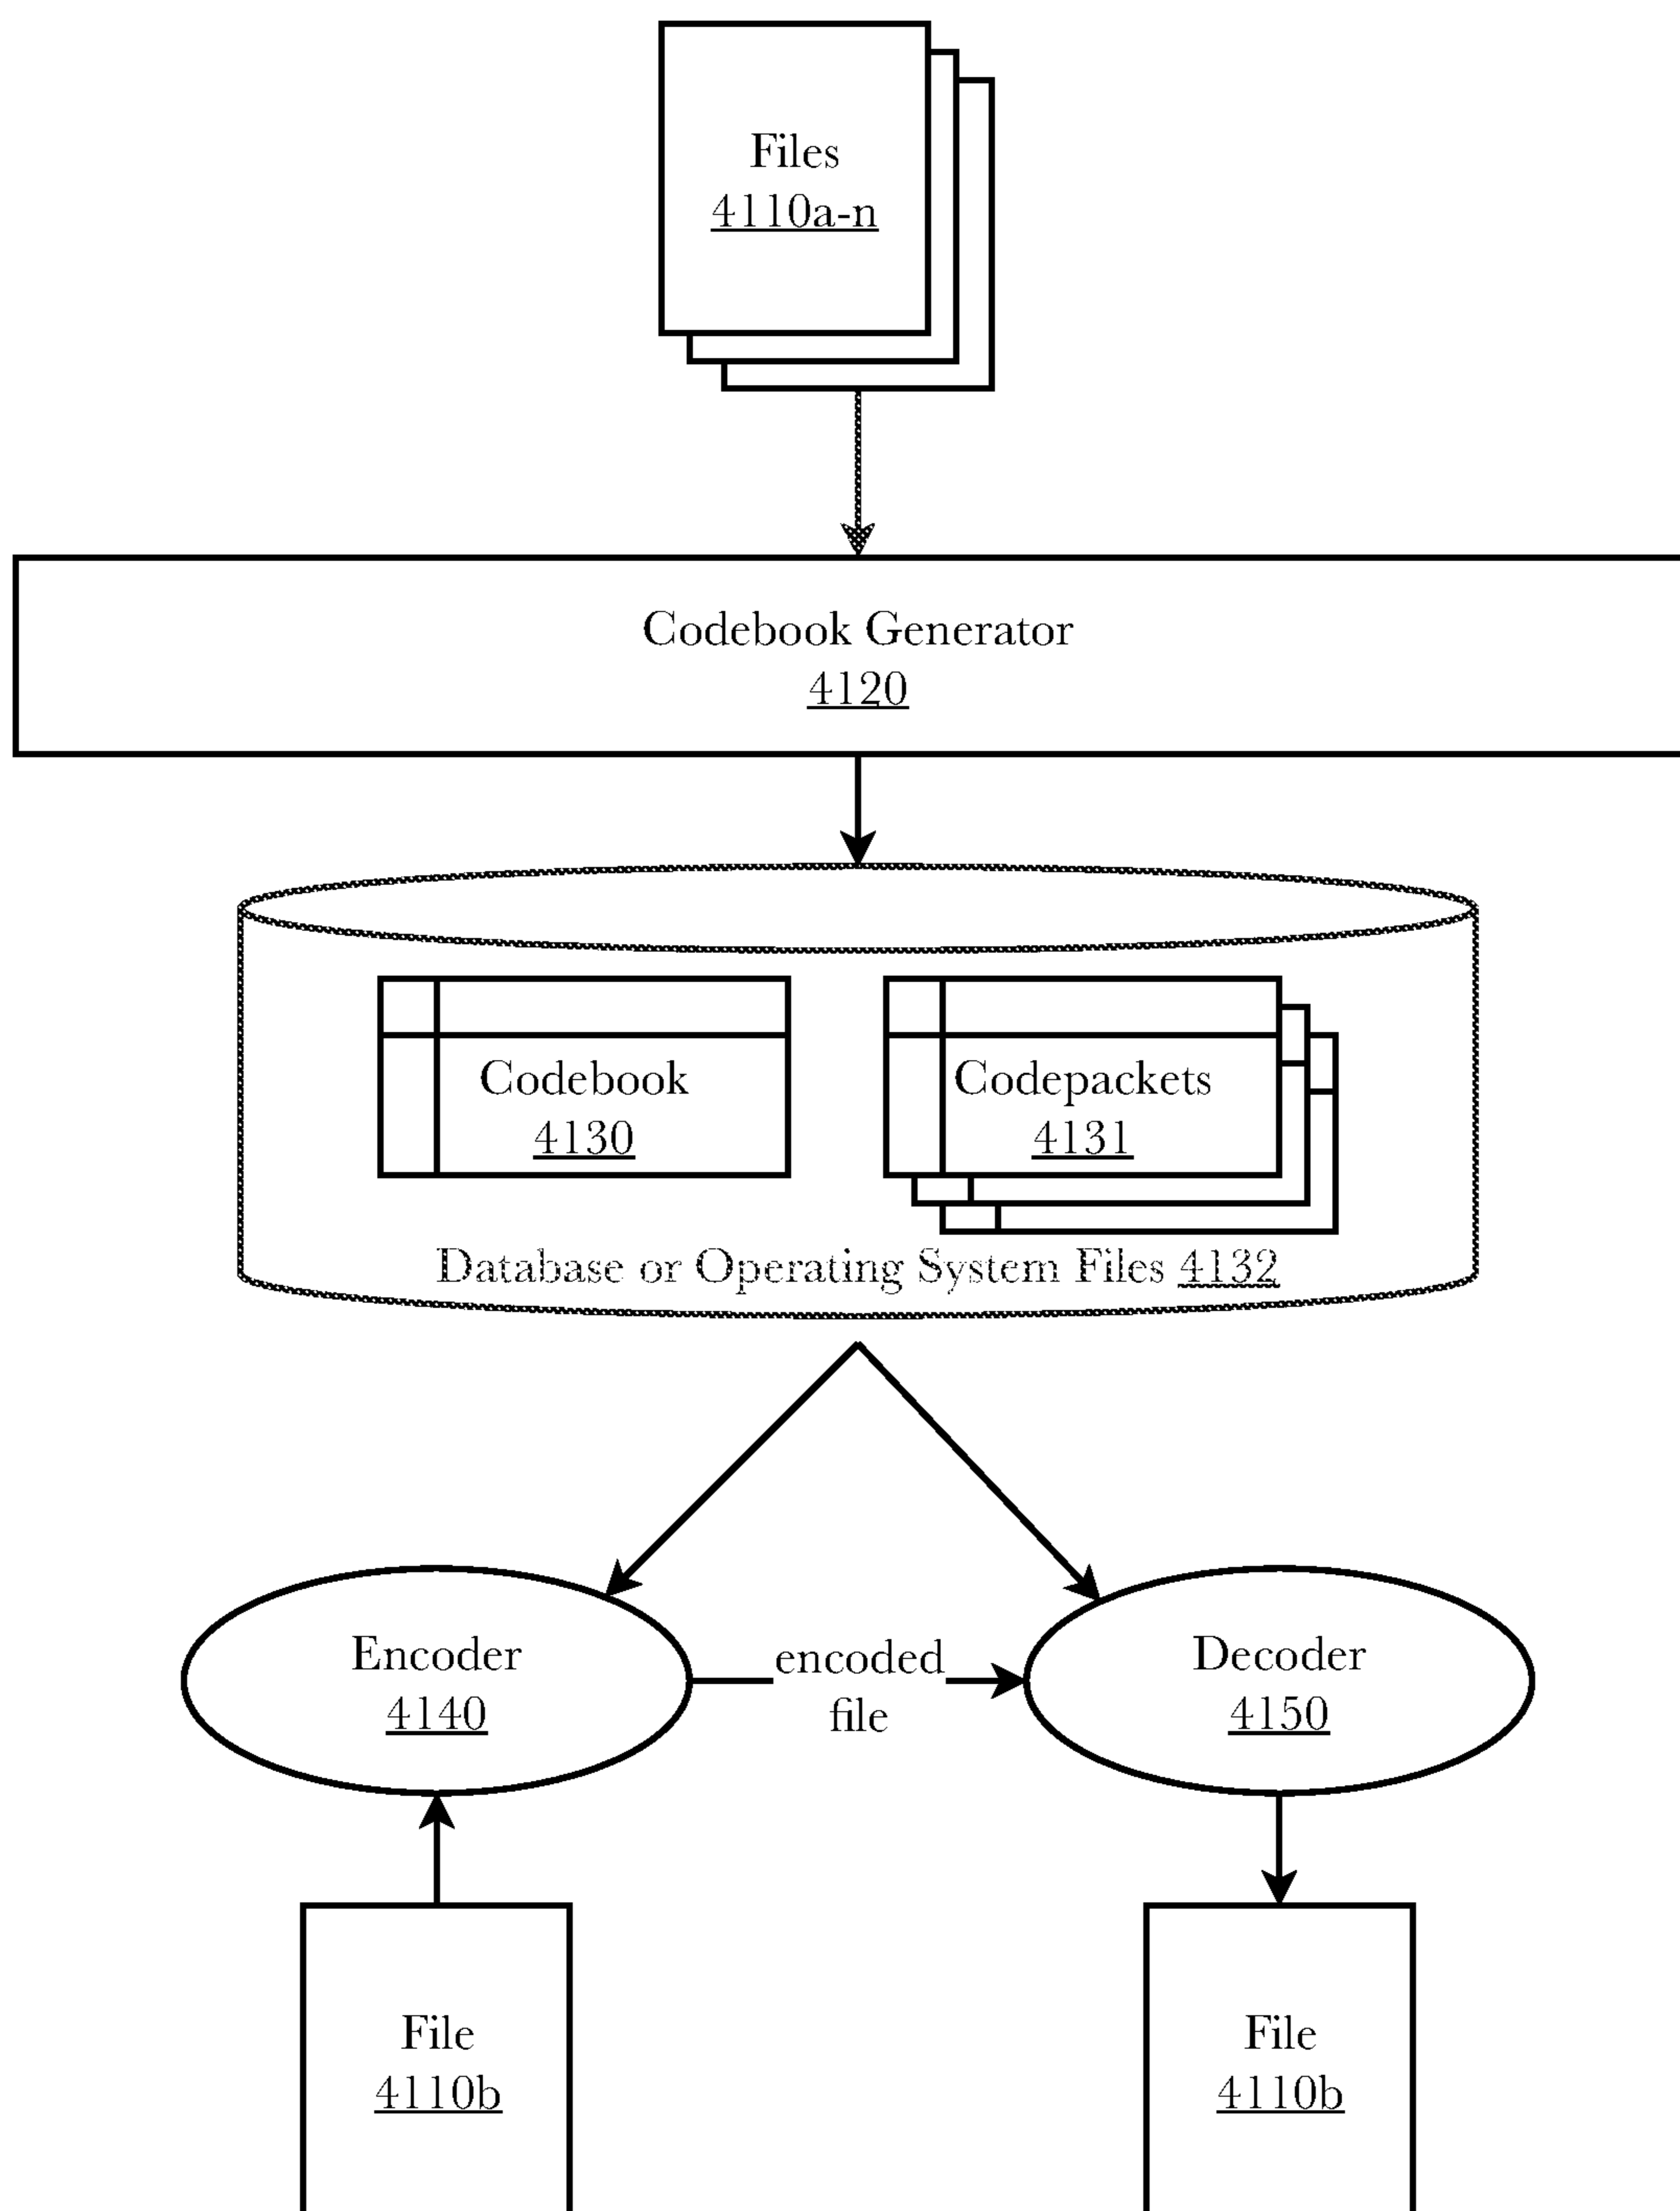 Files
4110a-n
Codebook Generator
4120
Codebook
4130
Codepackets
4131
Database or Operating System Files 4132
Encoder
4140
encoded
file
Decoder
4150
File
4110b
File
4110b